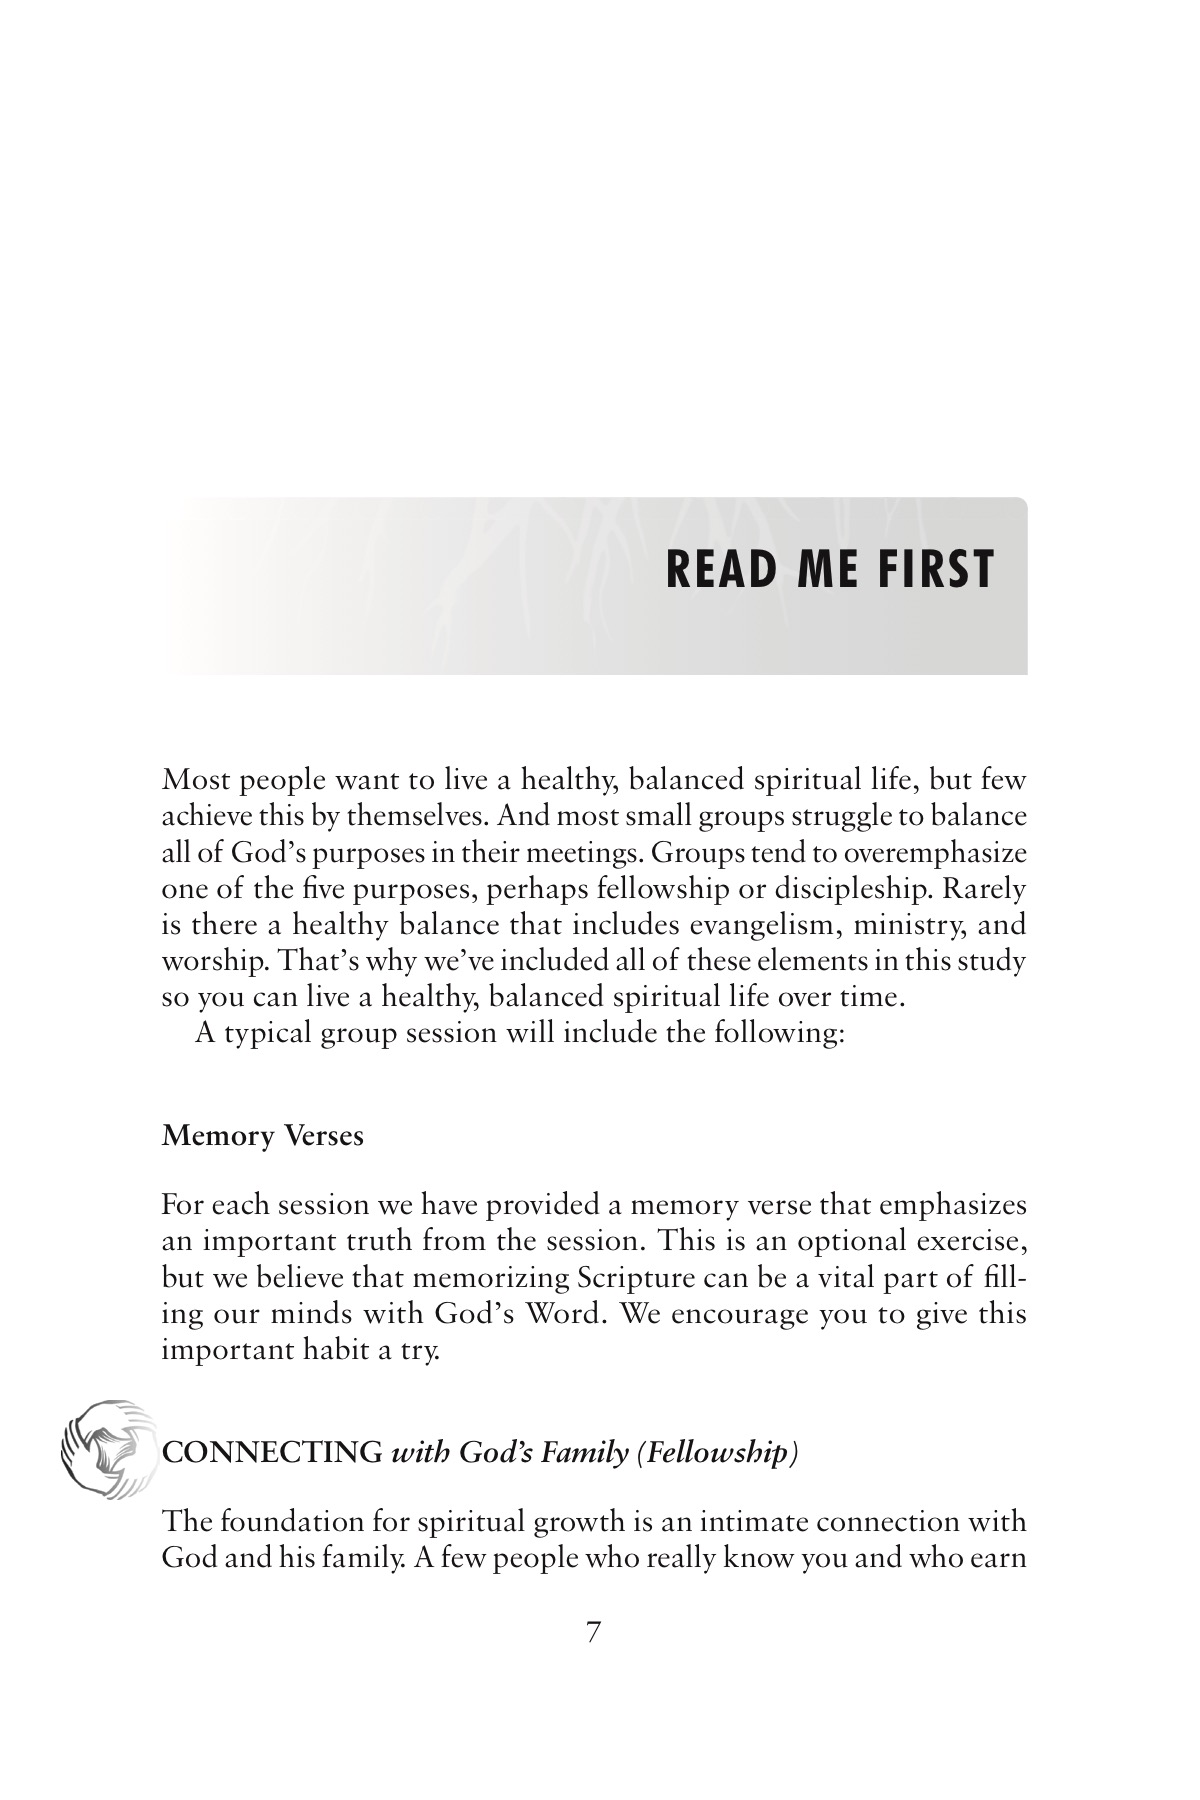 READ ME FIRST
Most people want to live a healthy, balanced spiritual life, but few
achieve this by themselves. And most small groups struggle to balance
all of God’s purposes in their meetings. Groups tend to overemphasize
one of the five purposes, perhaps fellowship or discipleship. Rarely
is there a healthy balance that includes evangelism, ministry, and
worship. That’s why we’ve included all of these elements in this study
so you can live a healthy, balanced spiritual life over time.
A typical group session will include the following:
Memory Verses
For each session we have provided a memory verse that emphasizes
an important truth from the session. This is an optional exercise,
but we believe that memorizing Scripture can be a vital part of fill-
ing our minds with God’s Word. We encourage you to give this
important habit a try.
CONNECTING with God’s Family (Fellowship)
The foundation for spiritual growth is an intimate connection with
God and his family. A few people who really know you and who earn
7